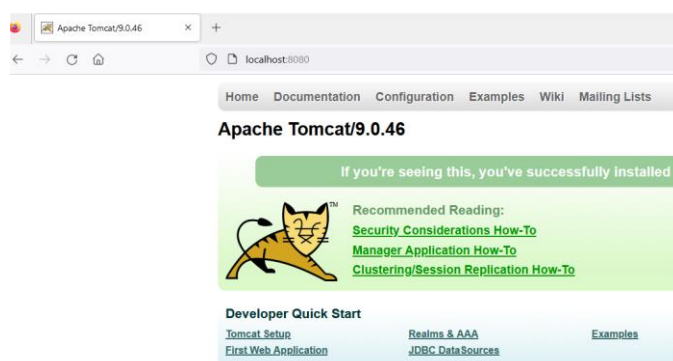 Apache Tomcat/9.0.46
localhost:8080
Home Documentation Configuration Examples Wiki Mailing Lists
Apache Tomcat/9.0.46
If you're seeing this, you've successfully installed
TM
Recommended Reading:
Security Considerations How-To
Manager Application How-To
Clustering/Session Replication How-To
Developer Quick Start
Tomcat Setup Realms & AAA Examples
First Web Application JDBC DataSources